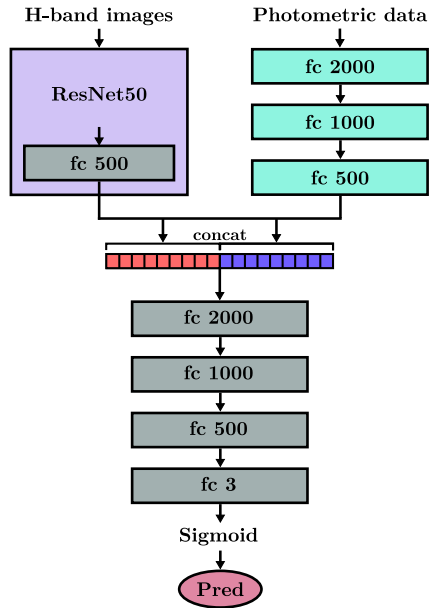 H-band images
Photometric data
ResNet50
fc 500
fc 2000
fc 1000
fc 500
concat
fc 2000
fc 1000
fc 500
fc 3
Sigmoid
Pred